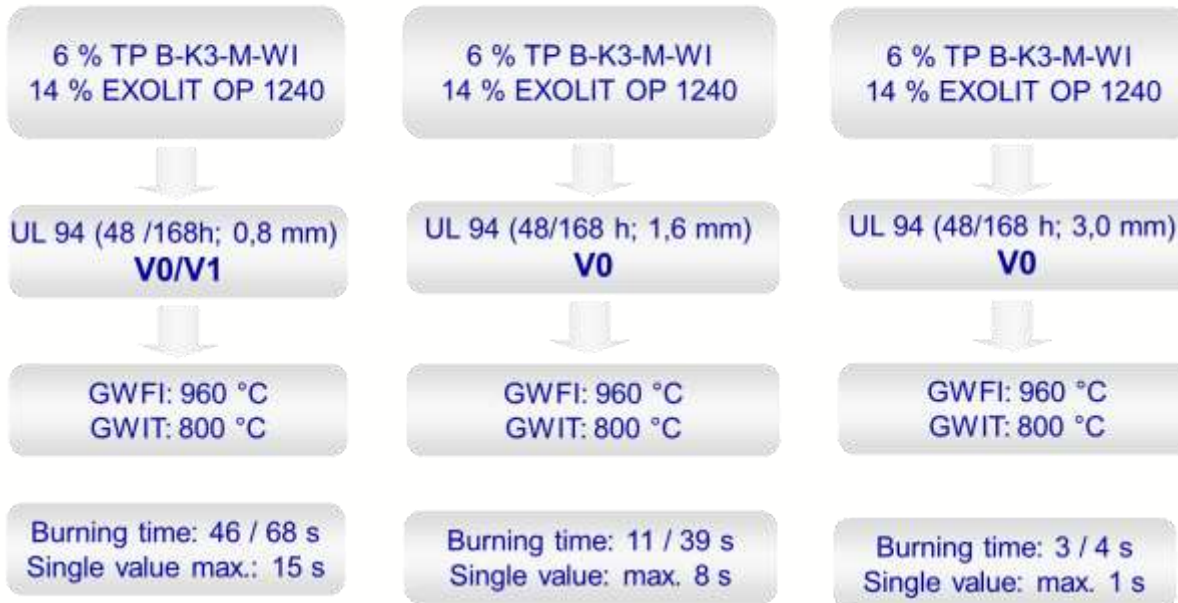 6 % TP B-K3-M-WI
14 % EXOLIT OP 1240
UL 94 (48 /168h; 0,8 mm)
V0/V1
GWFI: 960 °C
GWIT: 800 °C
Burning time: 46 / 68 s
Single value max.: 15 s
6 % TP B-K3-M-WI
14 % EXOLIT OP 1240
UL 94 (48/168 h; 1,6 mm)
V0
GWFI: 960 °C
GWIT: 800 °C
Burning time: 11 / 39 s
Single value: max. 8 s
6 % TP B-K3-M-WI
14 % EXOLIT OP 1240
UL 94 (48/168 h; 3,0 mm)
V0
GWFI: 960 °C
GWIT: 800 °C
Burning time: 3 / 4 s
Single value: max. 1 s